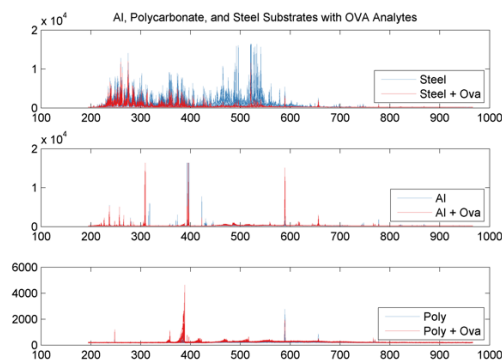 Al, Polycarbonate, and Steel Substrates with OVA Analytes
2 x 10^4
1
0
Steel
Steel + Ova
100 200 300 400 500 600 700 800 900 1000
2 x 10^4
1
0
Al
Al + Ova
100 200 300 400 500 600 700 800 900 1000
6000
4000
2000
0
Poly
Poly + Ova
100 200 300 400 500 600 700 800 900 1000